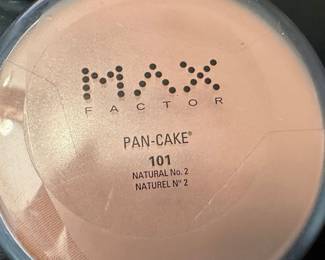 MAX
FACTOR
PAN-CAKE®
101
NATURAL No. 2
NATUREL N° 2